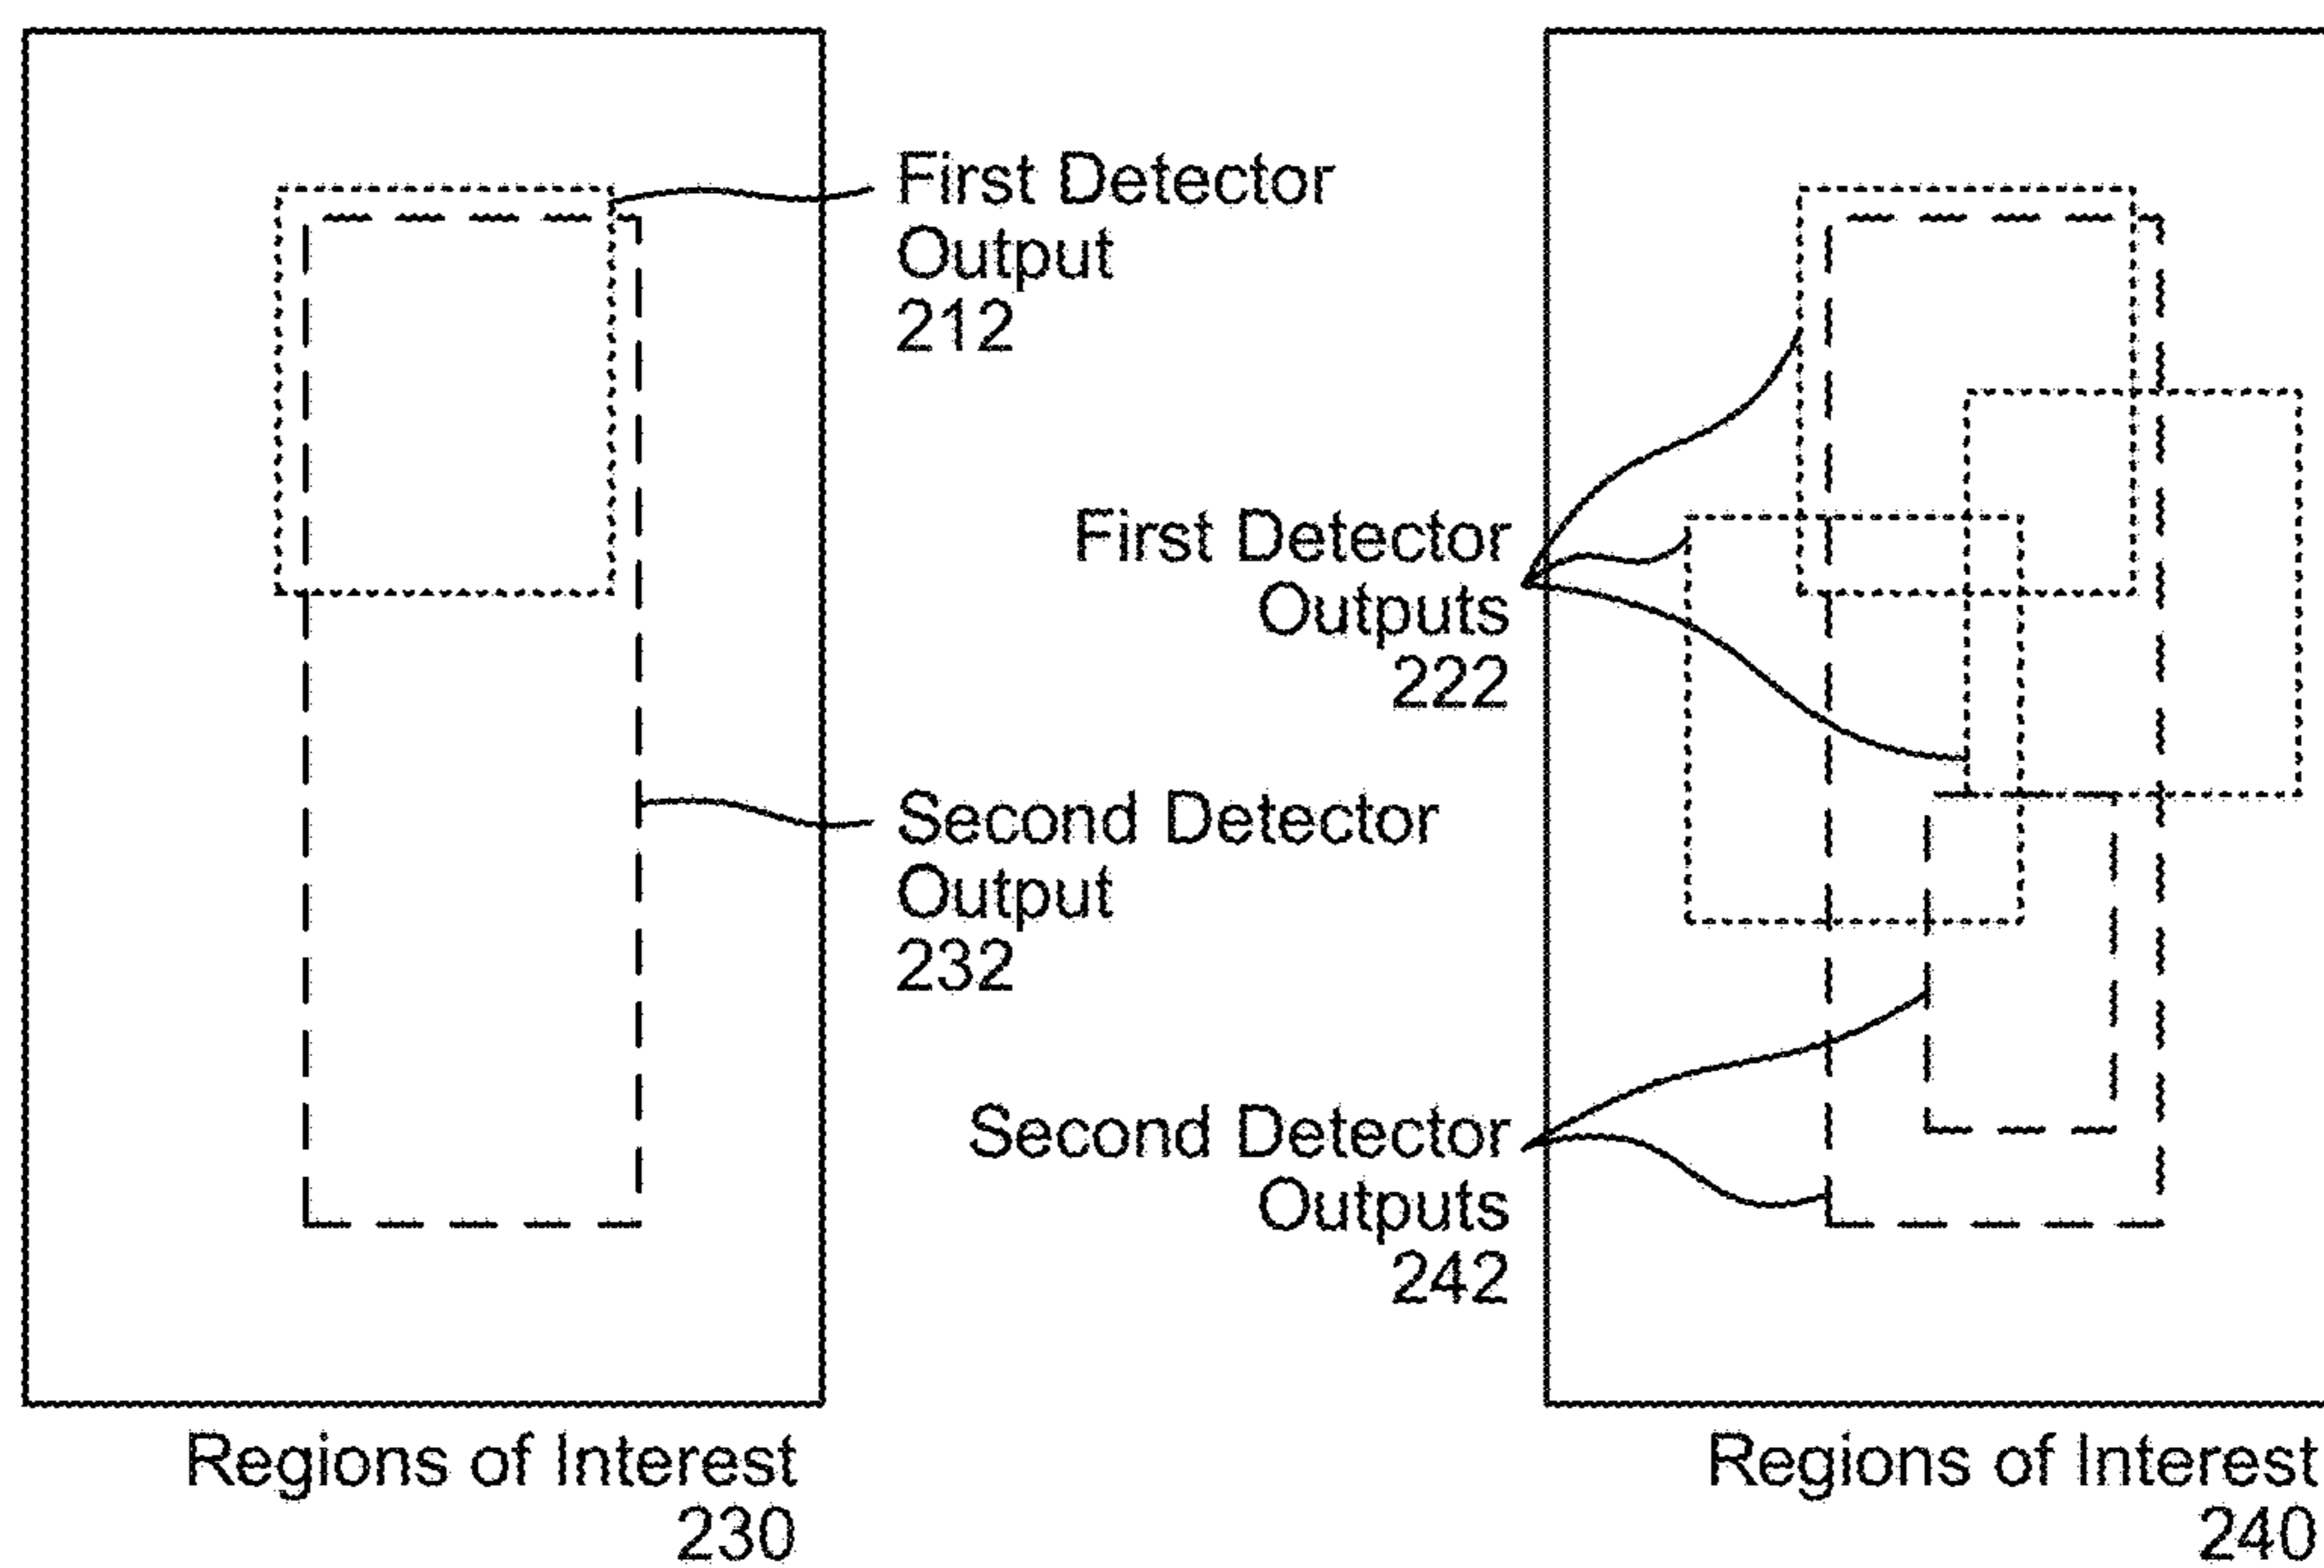 First Detector
Output
212
Second Detector
Output
232
Regions of Interest
230
First Detector
Outputs
222
Second Detector
Outputs
242
Regions of Interest
240